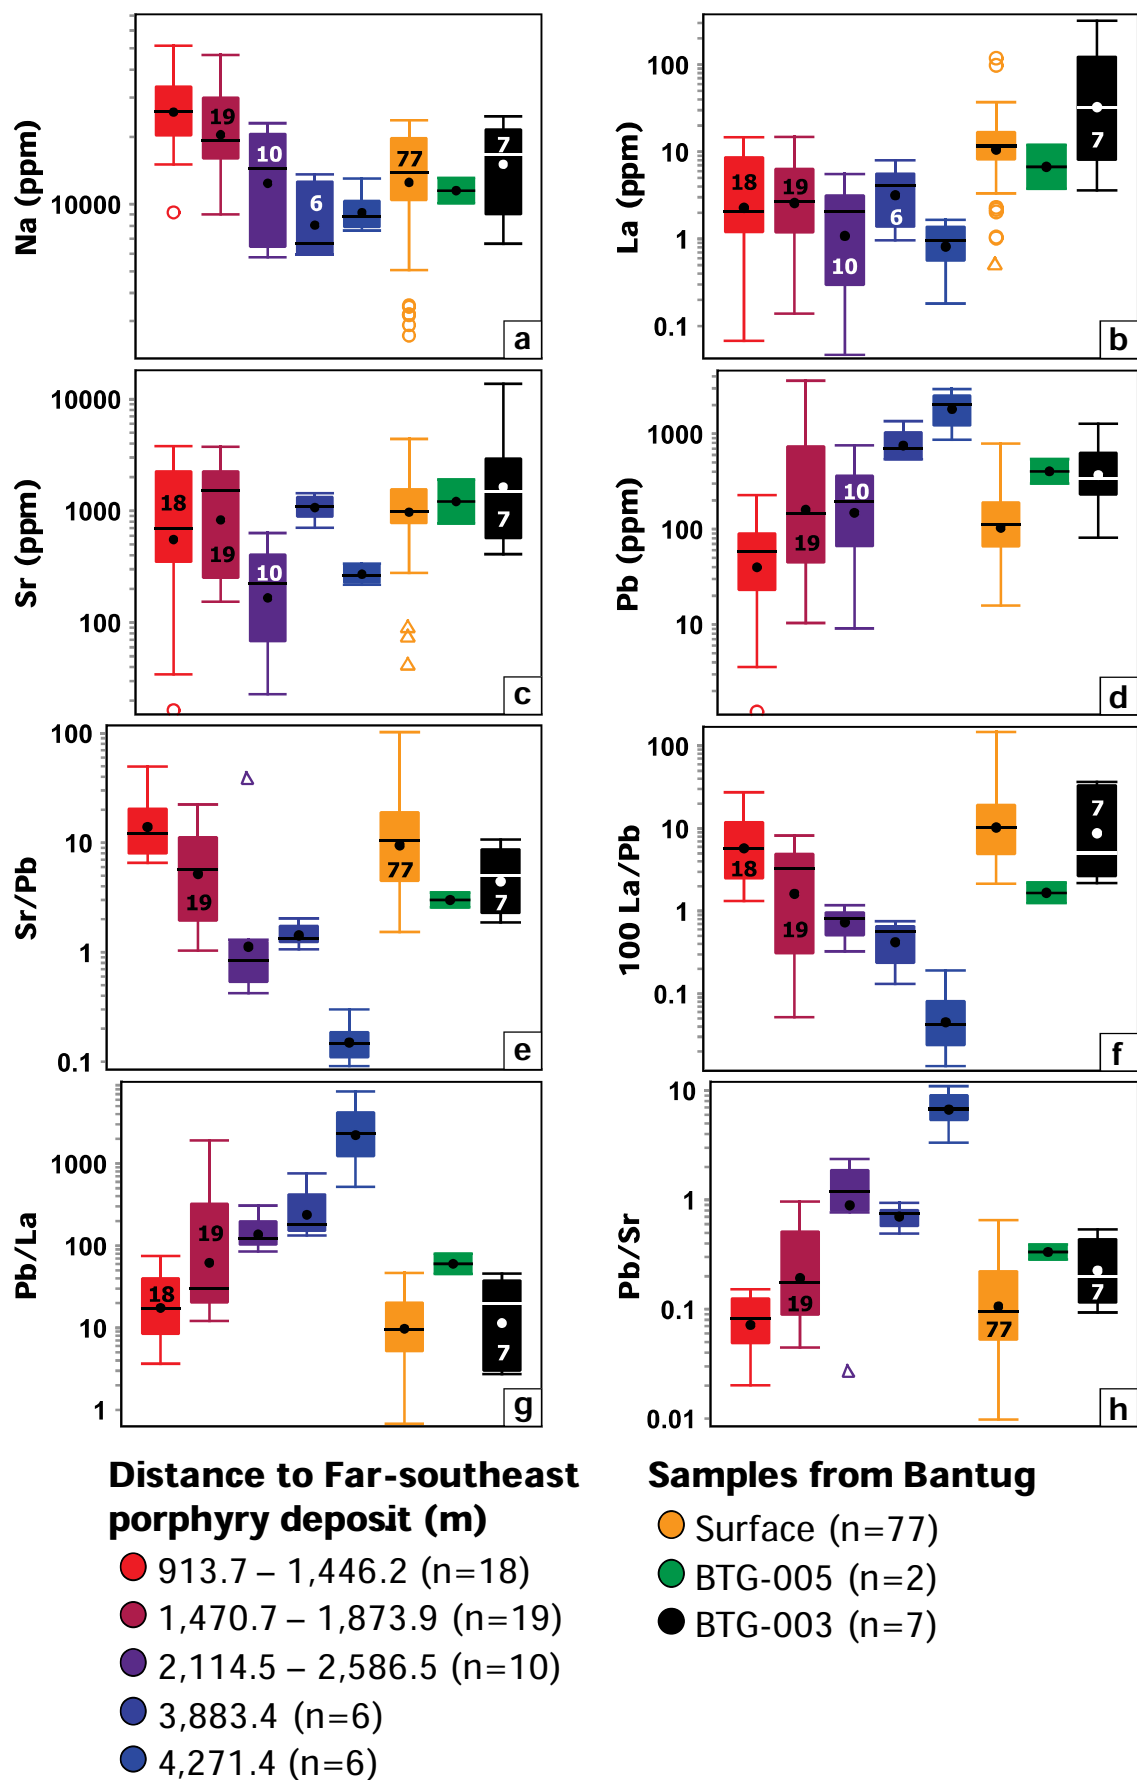 Na (ppm)
10000
19
10
6
77
7
a
La (ppm)
100
10
1
0.1
18
19
10
6
7
b
Sr (ppm)
10000
1000
100
18
19
10
7
c
Pb (ppm)
1000
100
10
19
10
d
Sr/Pb
100
10
1
0.1
19
77
7
e
100 La/Pb
100
10
1
0.1
18
19
7
f
Pb/La
1000
100
10
1
18
19
7
g
Pb/Sr
10
1
0.1
0.01
19
77
7
h
Distance to Far-southeast
porphyry deposit (m)
913.7 – 1,446.2 (n=18)
1,470.7 – 1,873.9 (n=19)
2,114.5 – 2,586.5 (n=10)
3,883.4 (n=6)
4,271.4 (n=6)
Samples from Bantug
Surface (n=77)
BTG-005 (n=2)
BTG-003 (n=7)